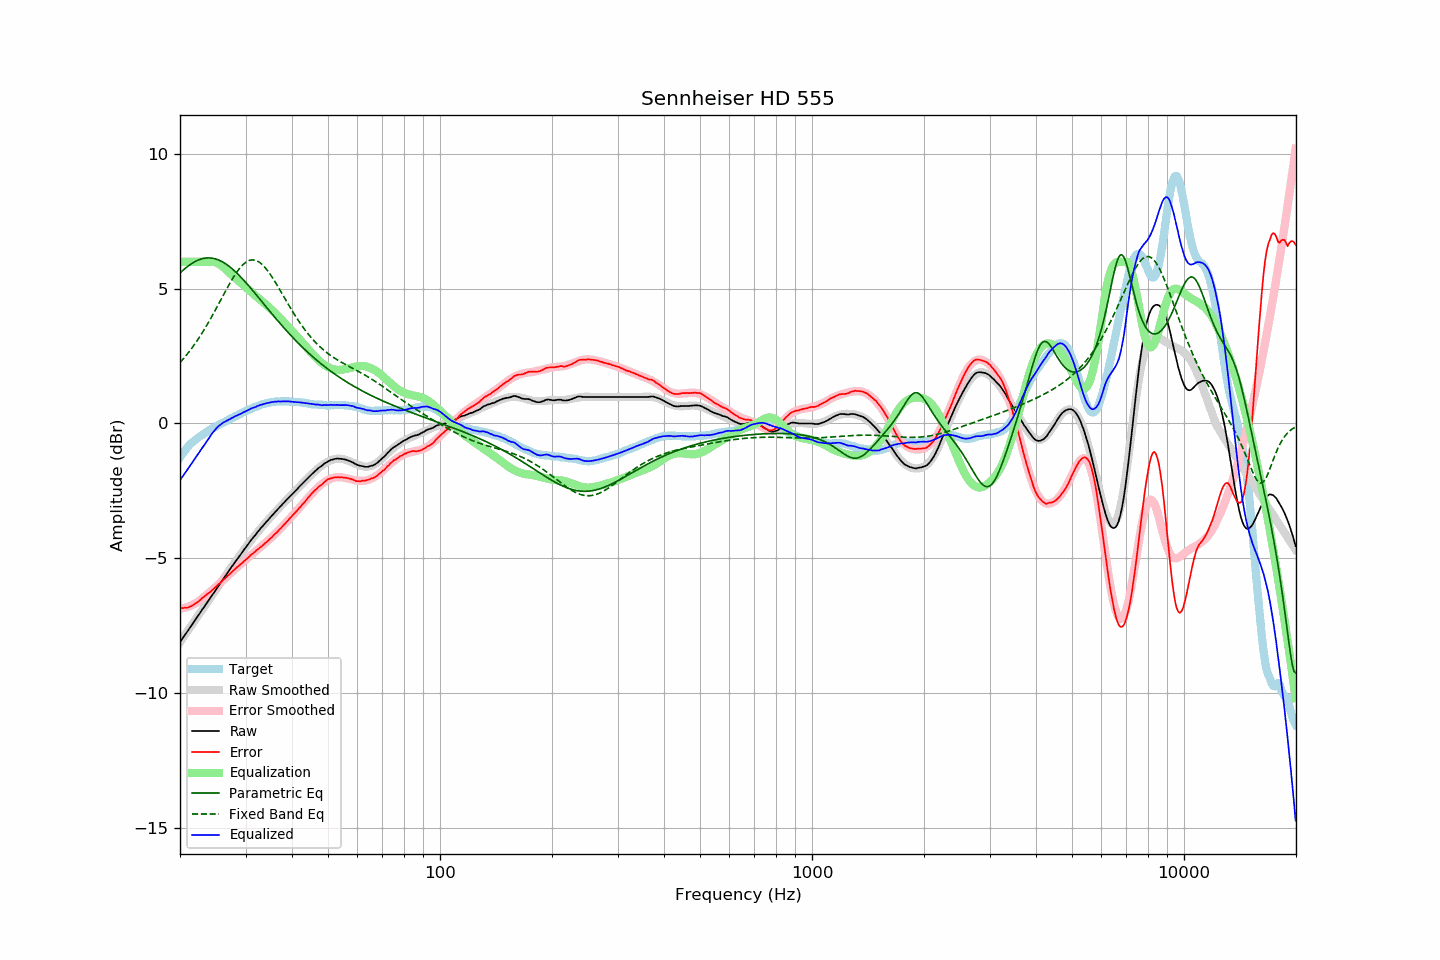 Sennheiser HD 555
10
5
0
−5
−10
−15
Amplitude (dBr)
Target
Raw Smoothed
Error Smoothed
Raw
Error
Equalization
Parametric Eq
Fixed Band Eq
Equalized
100
1000
10000
Frequency (Hz)